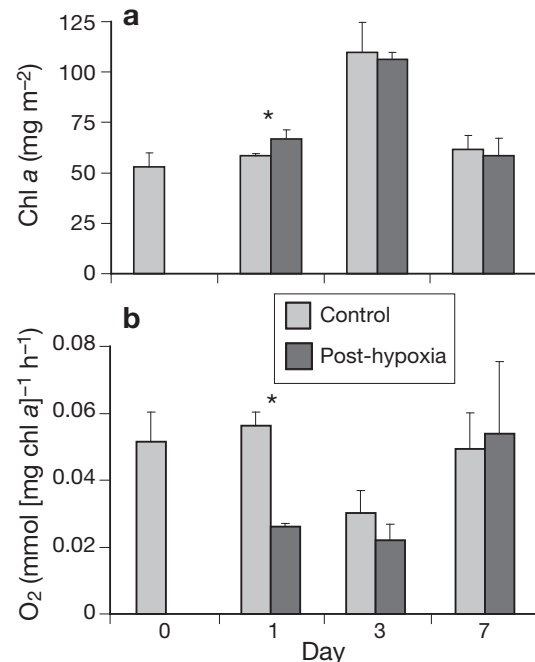 a
Chl a (mg m–2)
125
100
75
50
25
0
*
b
Control
Post-hypoxia
O2 (mmol [mg chl a]–1 h–1)
0.08
0.06
0.04
0.02
0
*
0 1 3 7
Day